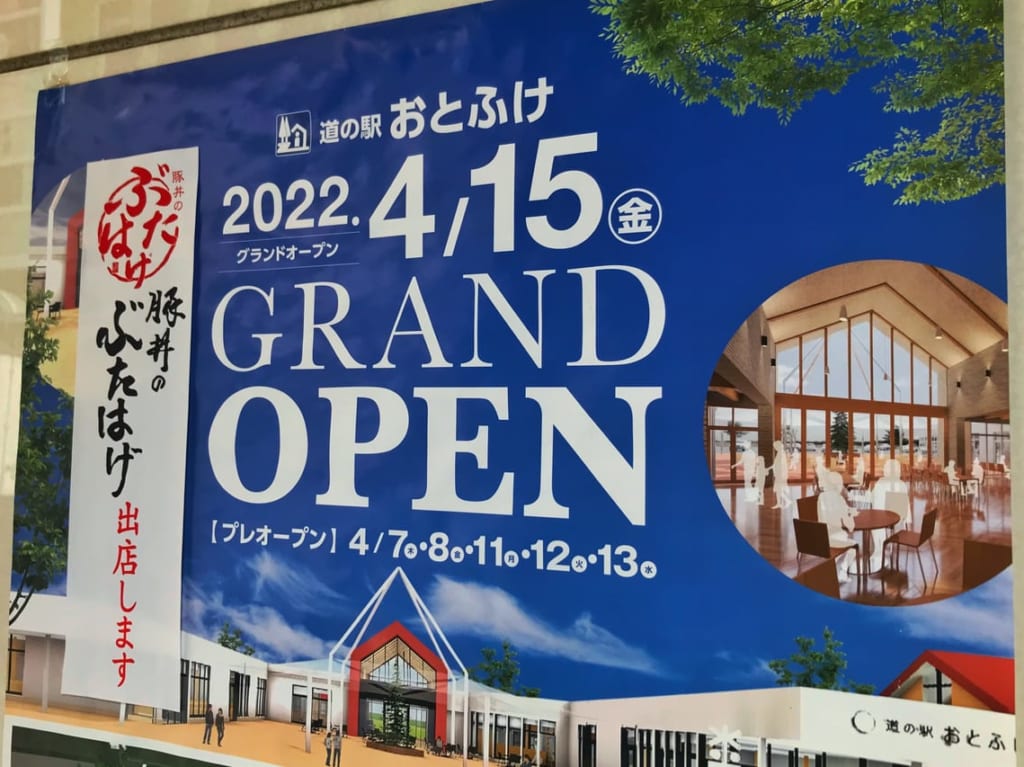 道の駅 おとふけ
2022. 4/15 金
グランドオープン
GRAND
OPEN
【プレオープン】 4/7木・8金・11月・12火・13水
豚丼の
ぶたはげ
豚丼の
ぶたはげ
出店します
道の駅 おとふけ